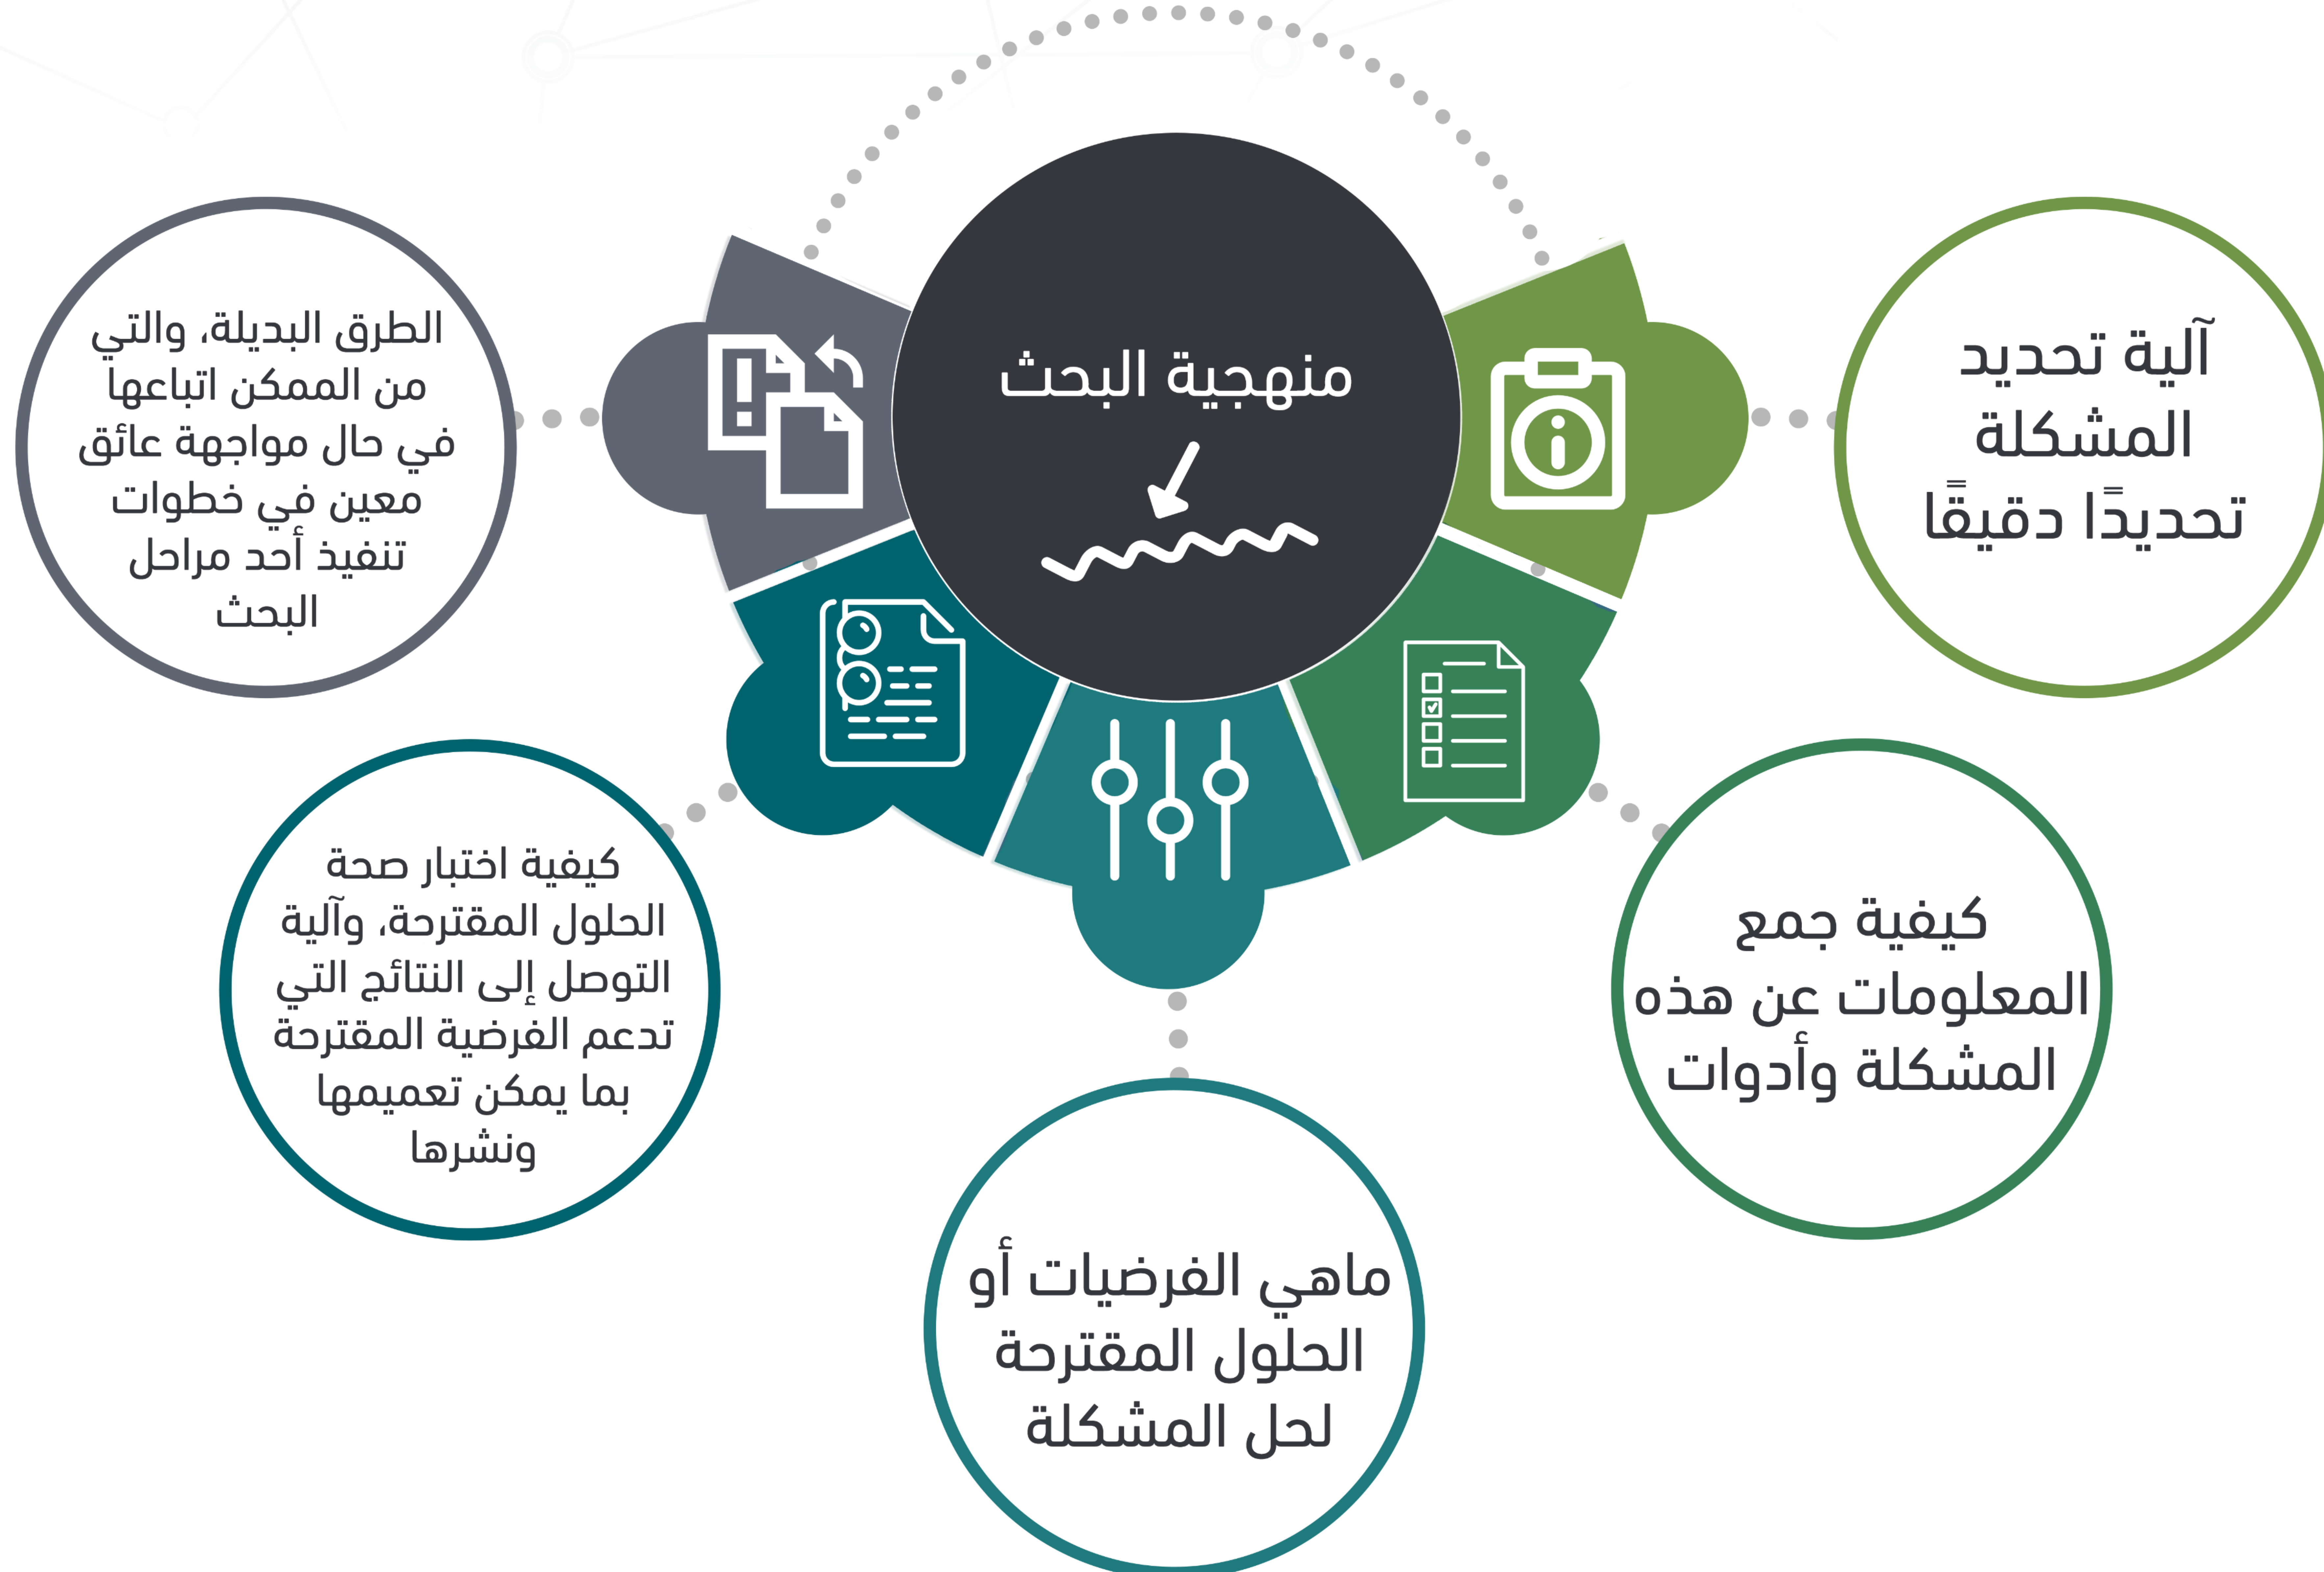 منهجية البحث
آلية تحديد
المشكلة
تحديدًا دقيقًا
كيفية جمع
المعلومات عن هذه
المشكلة وأدوات
ماهي الفرضيات أو
الحلول المقترحة
لحل المشكلة
كيفية اختبار صحة
الحلول المقترحة، وآلية
التوصل إلى النتائج التي
تدعم الفرضية المقترحة
بما يمكن تعميمها
ونشرها
الطرق البديلة، والتي
من الممكن اتباعها
في حال مواجهة عائق
معين في خطوات
تنفيذ أحد مراحل
البحث